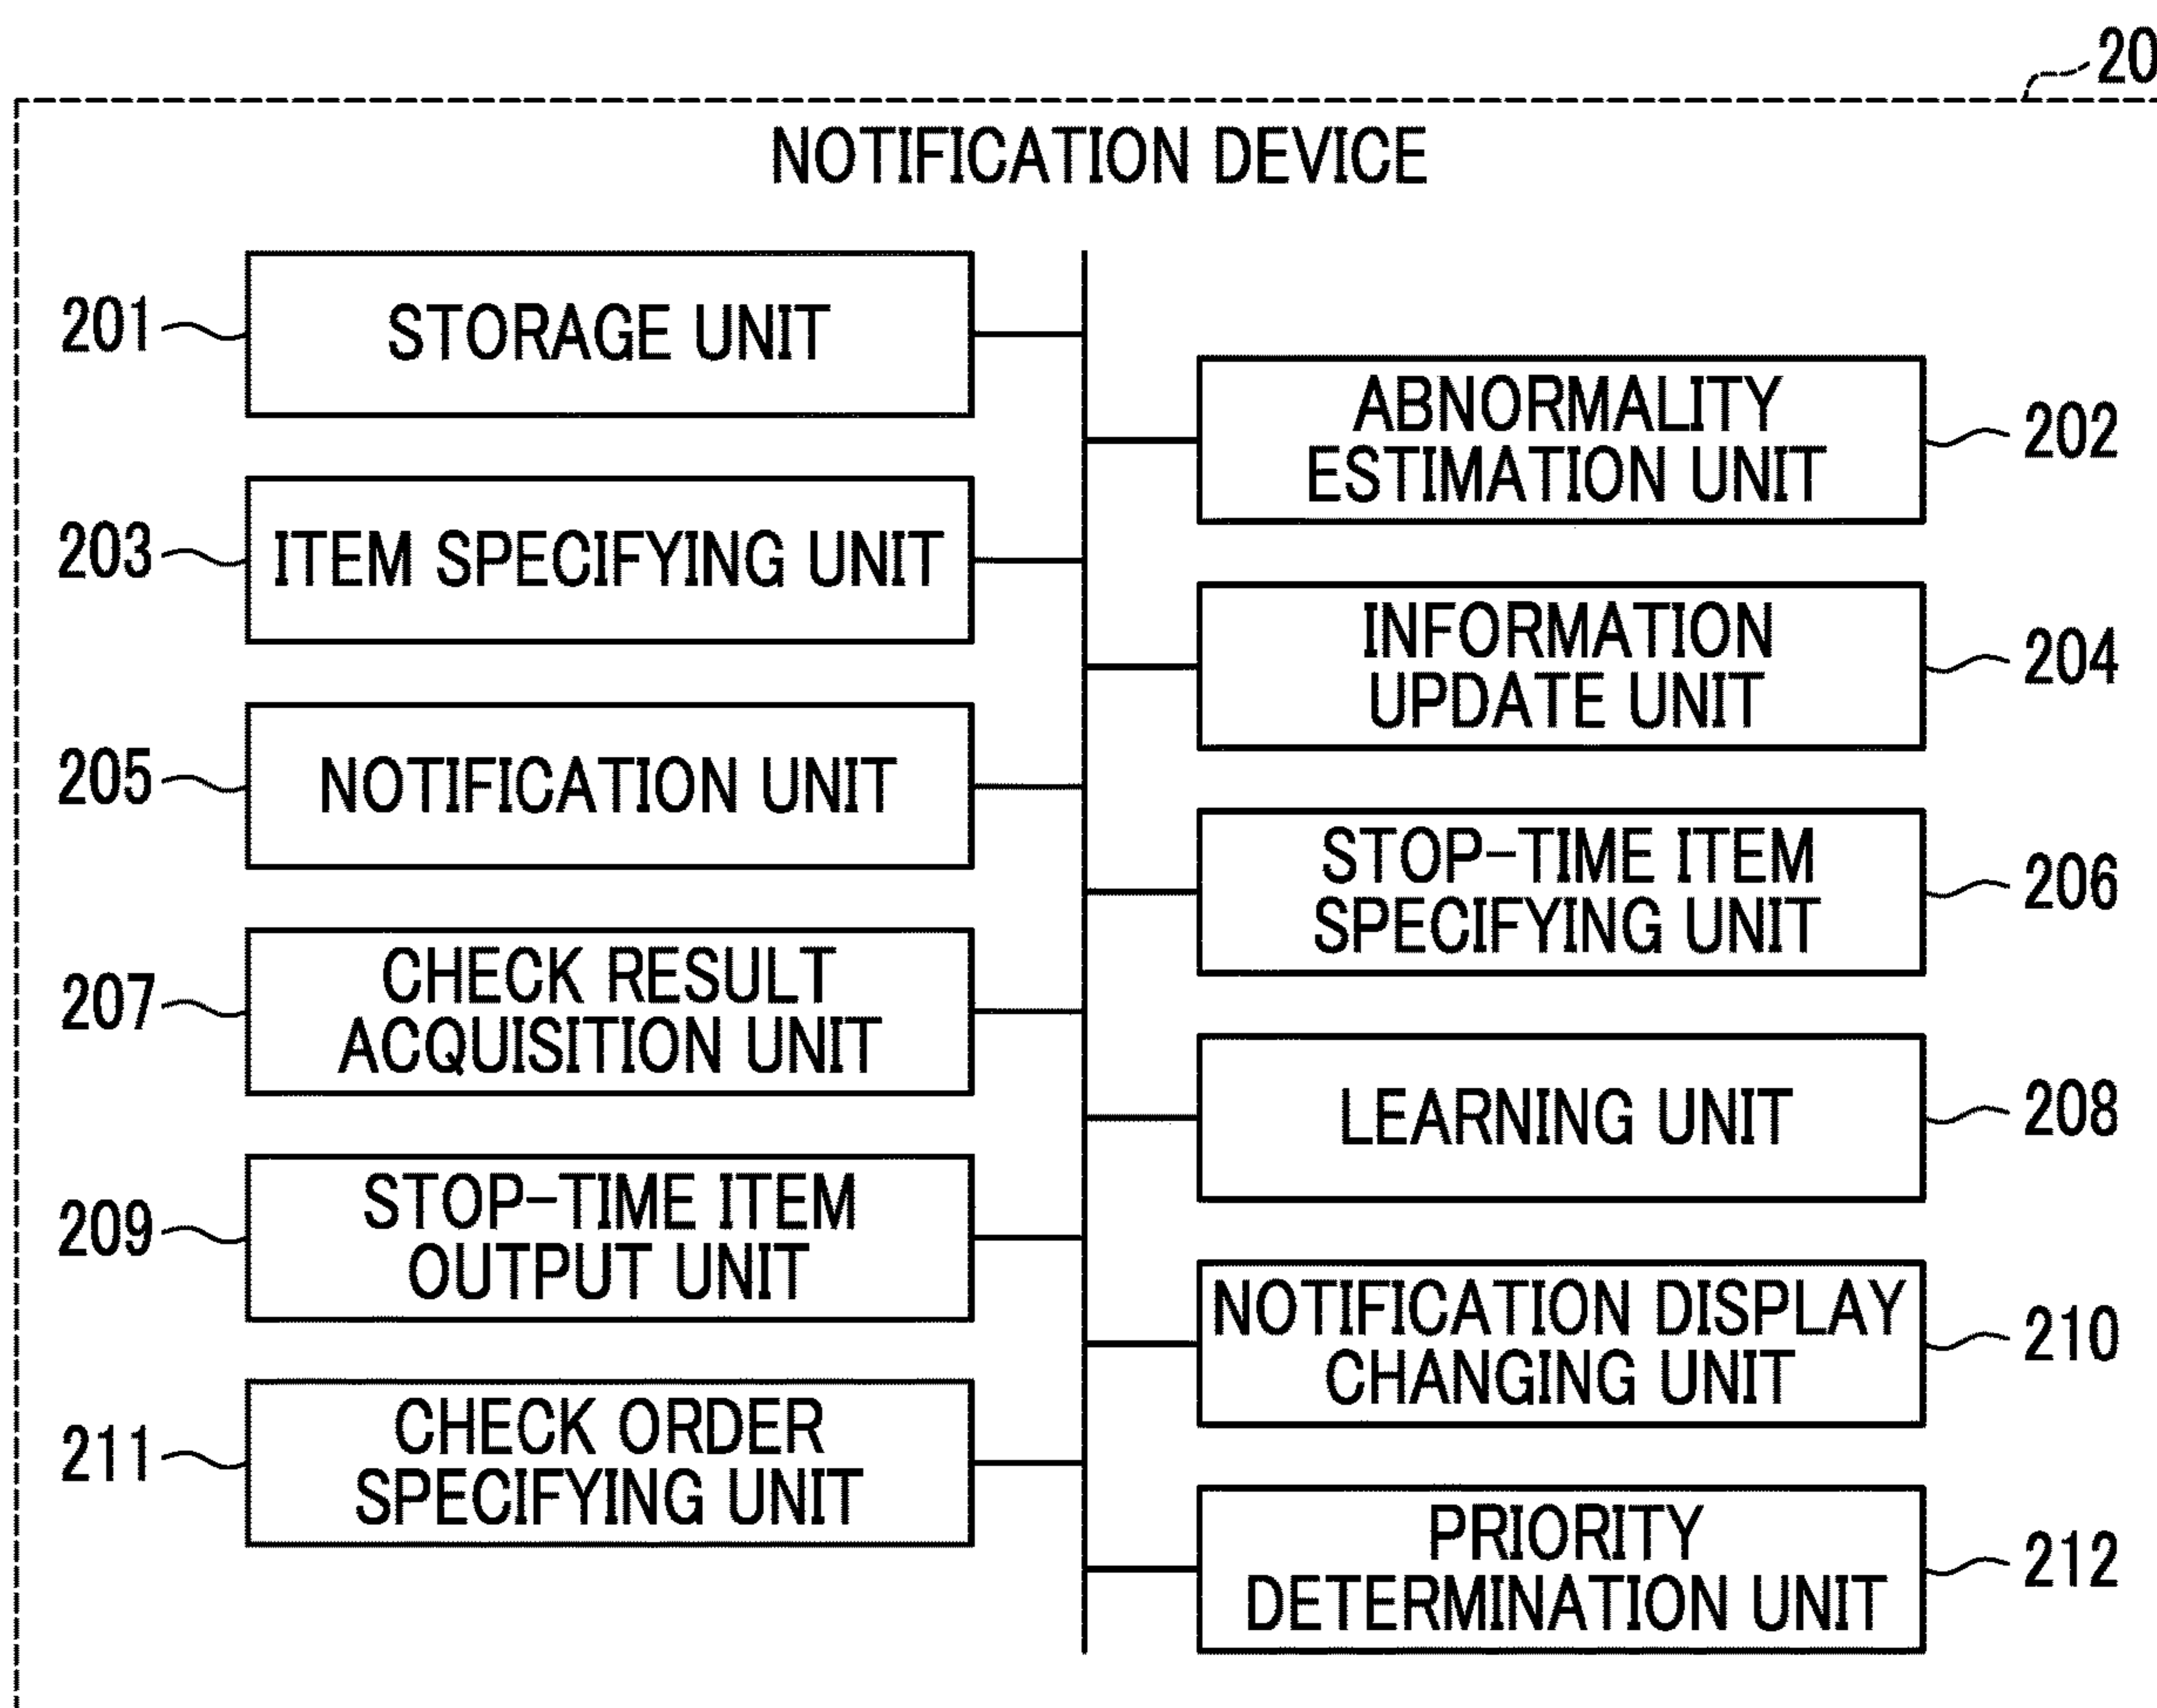 20
NOTIFICATION DEVICE
201
STORAGE UNIT
ABNORMALITY
ESTIMATION UNIT
202
203
ITEM SPECIFYING UNIT
INFORMATION
UPDATE UNIT
204
205
NOTIFICATION UNIT
STOP-TIME ITEM
SPECIFYING UNIT
206
207
CHECK RESULT
ACQUISITION UNIT
LEARNING UNIT
208
209
STOP-TIME ITEM
OUTPUT UNIT
NOTIFICATION DISPLAY
CHANGING UNIT
210
211
CHECK ORDER
SPECIFYING UNIT
PRIORITY
DETERMINATION UNIT
212